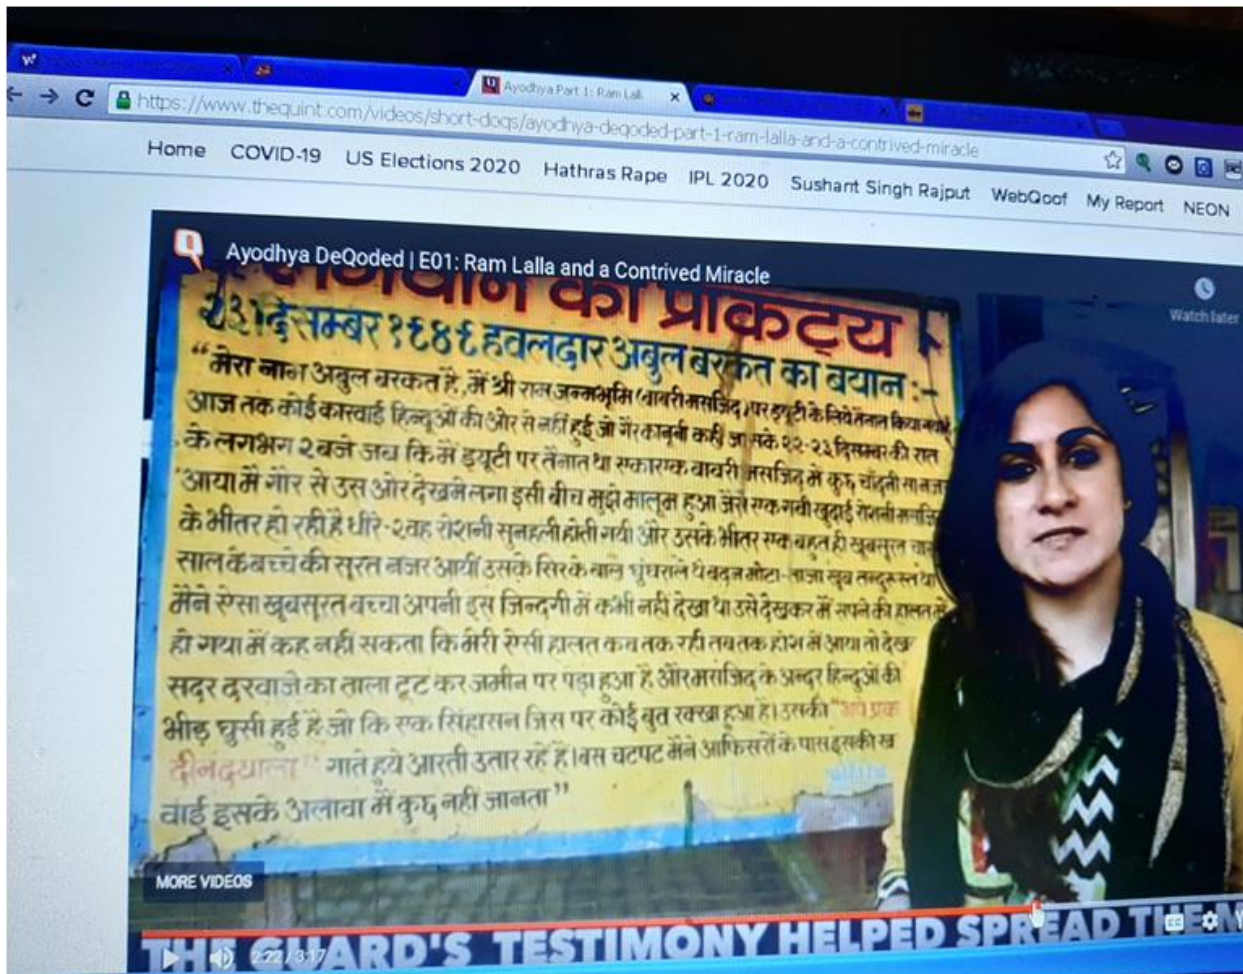 Ayodhya Part 1: Ram Lall
https://www.thequint.com/videos/short-doqs/ayodhya-deqoded-part-1-ram-lalla-and-a-contrived-miracle
Home COVID-19 US Elections 2020 Hathras Rape IPL 2020 Sushant Singh Rajput WebQoof My Report NEON
Ayodhya DeQoded | E01: Ram Lalla and a Contrived Miracle
Watch later
का प्राकट्य
२३ दिसम्बर १९४९ हवलदार अबुल बरकत का बयान :-
“मेरा नाम अबुल बरकत है, मैं श्री राम जन्मभूमि (बाबरी मसजिद) पर ड्यूटी के लिये तैनात किया गया
आज तक कोई कारवाई हिन्दुओं की ओर से नहीं हुई जो गैर कानूनी कही जा सके २२-२३ दिसम्बर की रात
के लगभग २ बजे जब कि मैं ड्यूटी पर तैनात था एकाएक बाबरी मसजिद में कुछ चाँदनी सा नज
आया मै गौर से उस ओर देखने लगा इसी बीच मुझे मालूम हुआ जैसे एक गबी खुदाई रोशनी मसजि
के भीतर हो रही है धीरे-२ वह रोशनी सुनहली होती गयी और उसके भीतर एक बहुत ही खूबसूरत चा
साल के बच्चे की सूरत नजर आयी उसके सिर के बाल घुंघराले थे बदन मोटा-ताजा खूब तन्दुरूस्त था
मैने ऐसा खूबसूरत बच्चा अपनी इस जिन्दगी में कभी नही देखा था उसे देखकर में सपने की हालत में
हो गया में कह नही सकता कि मेरी ऐसी हालत कब तक रही तब तक होश में आया तो देख
सदर दरवाजे का ताला टूट कर जमीन पर पड़ा हुआ है और मसजिद के अन्दर हिन्दुओं की
भीड़ घुसी हुई है जो कि एक सिंहासन जिस पर कोई बुत रक्खा हुआ है। उसकी
दीनदयाला” गाते हुये आरती उतार रहे हैं। बस चटपट मैने आफिसरों के पास इसकी ख
वाई इसके अलावा में कुछ नही जानता”
MORE VIDEOS
THE GUARD'S TESTIMONY HELPED SPREAD THE M
2:22 / 3:17